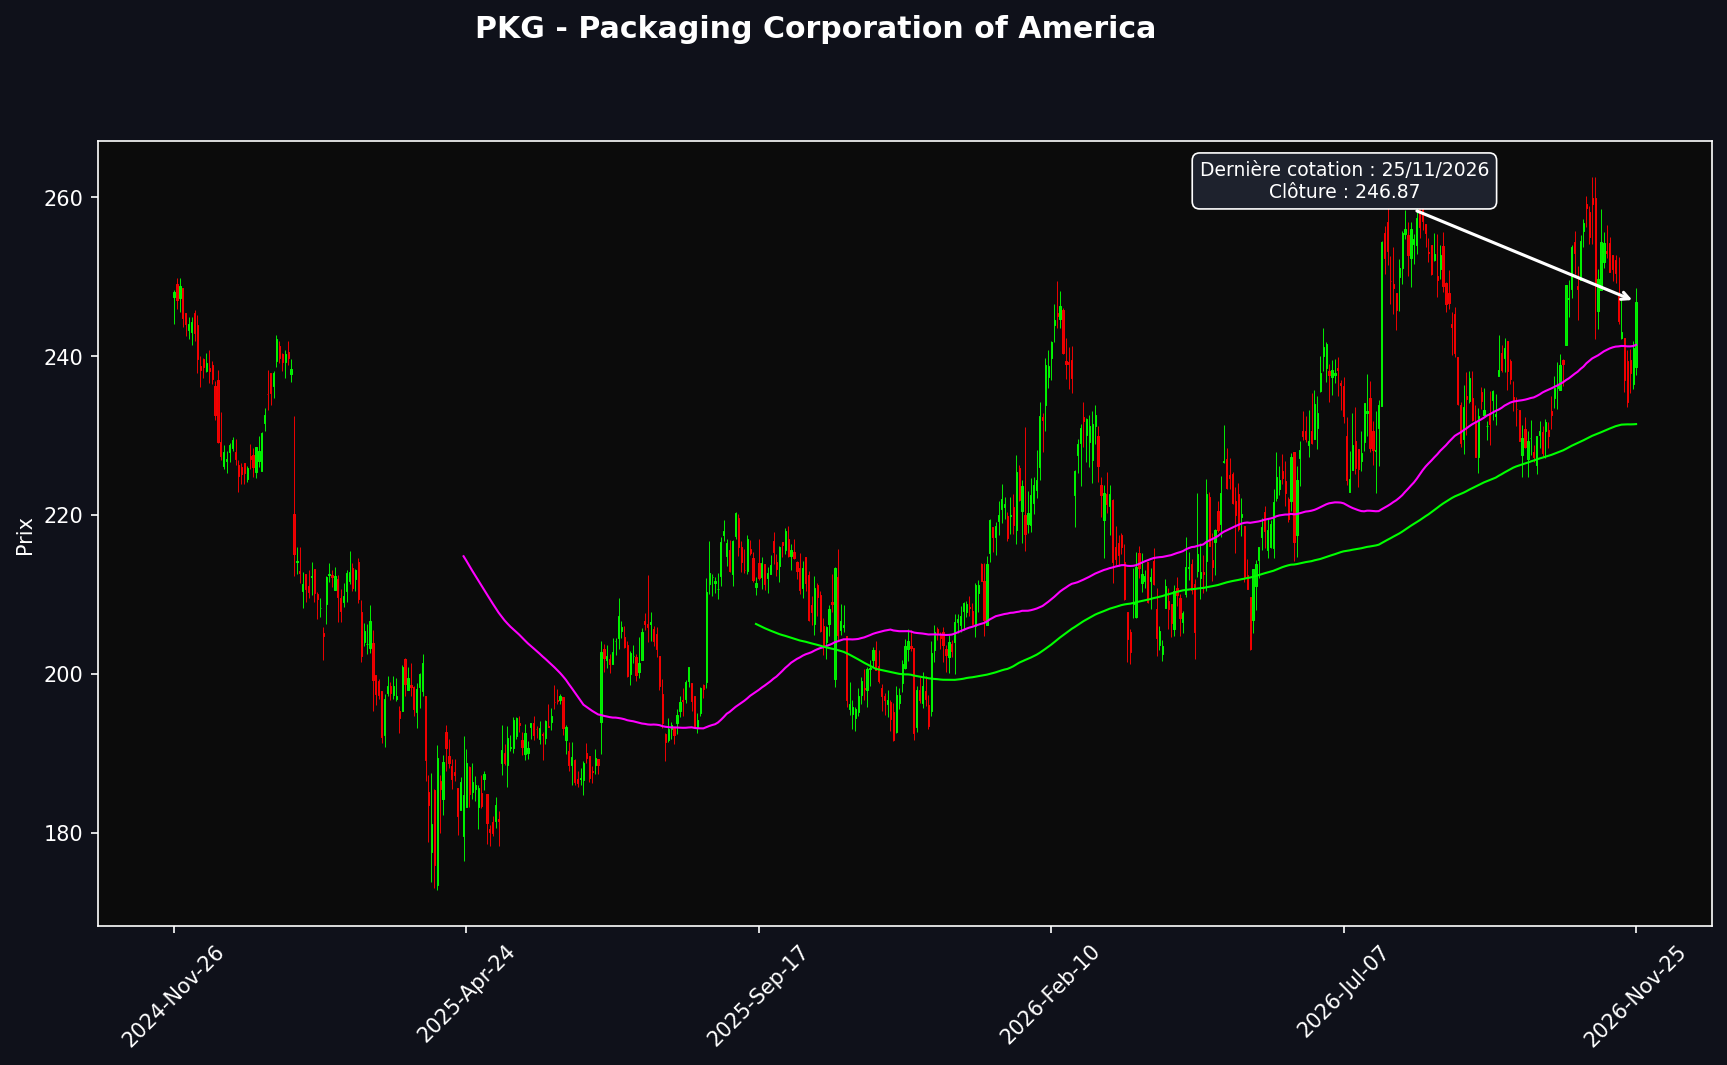 PKG - Packaging Corporation of America
Dernière cotation : 25/11/2026
Clôture : 246.87
260
240
220
200
180
Prix
2024-Nov-26
2025-Apr-24
2025-Sep-17
2026-Feb-10
2026-Jul-07
2026-Nov-25